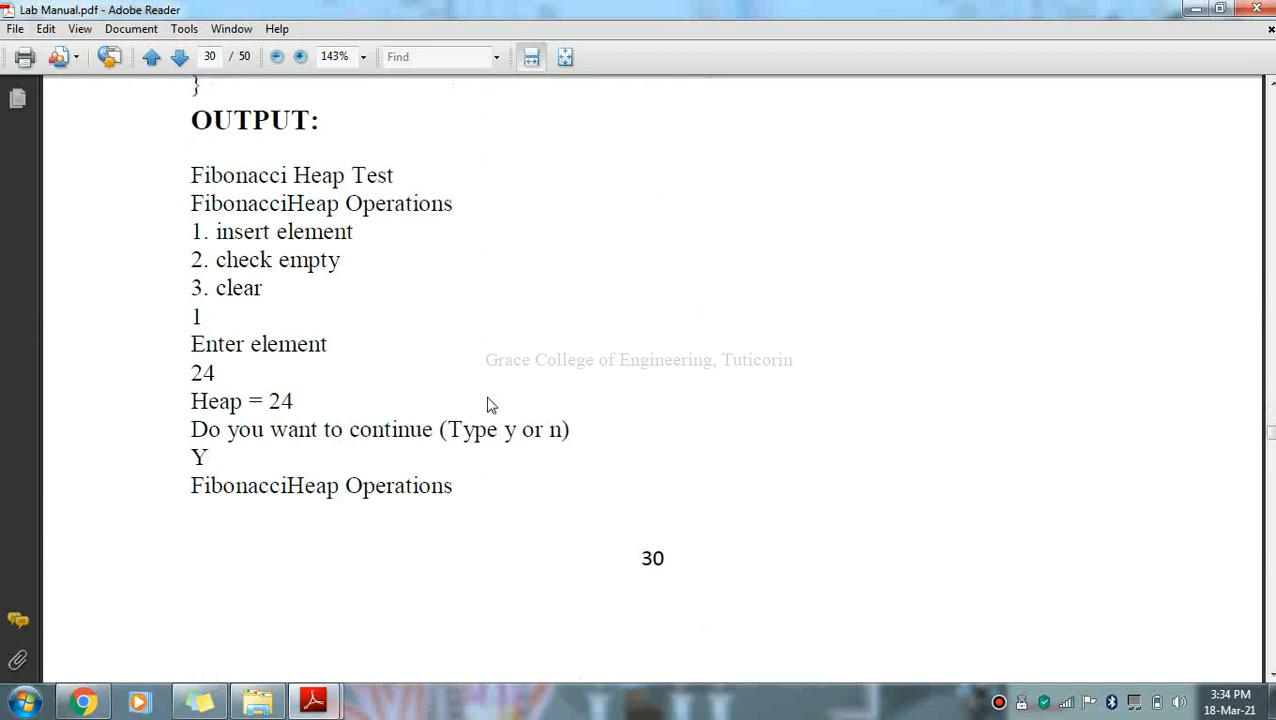 Lab Manual.pdf - Adobe Reader
File Edit View Document Tools Window Help
30 / 50 143% Find
}
OUTPUT:
Fibonacci Heap Test
FibonacciHeap Operations
1. insert element
2. check empty
3. clear
1
Enter element
Grace College of Engineering, Tuticorin
24
Heap = 24
Do you want to continue (Type y or n)
Y
FibonacciHeap Operations
30
3:34 PM
18-Mar-21